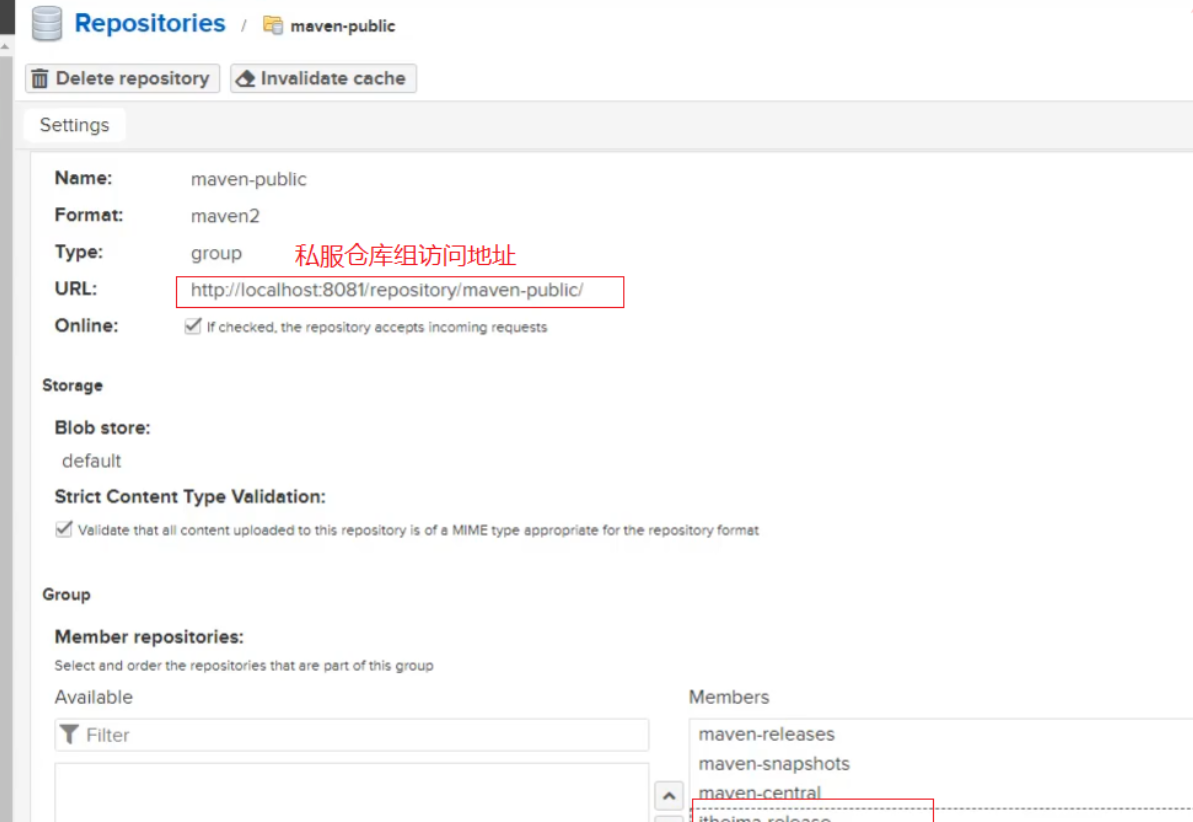 Repositories / maven-public
Delete repository Invalidate cache
Settings
Name: maven-public
Format: maven2
Type: group 私服仓库组访问地址
URL: http://localhost:8081/repository/maven-public/
Online: If checked, the repository accepts incoming requests
Storage
Blob store:
default
Strict Content Type Validation:
Validate that all content uploaded to this repository is of a MIME type appropriate for the repository format
Group
Member repositories:
Select and order the repositories that are part of this group
Available Members
Filter
maven-releases
maven-snapshots
maven-central
itheima-release